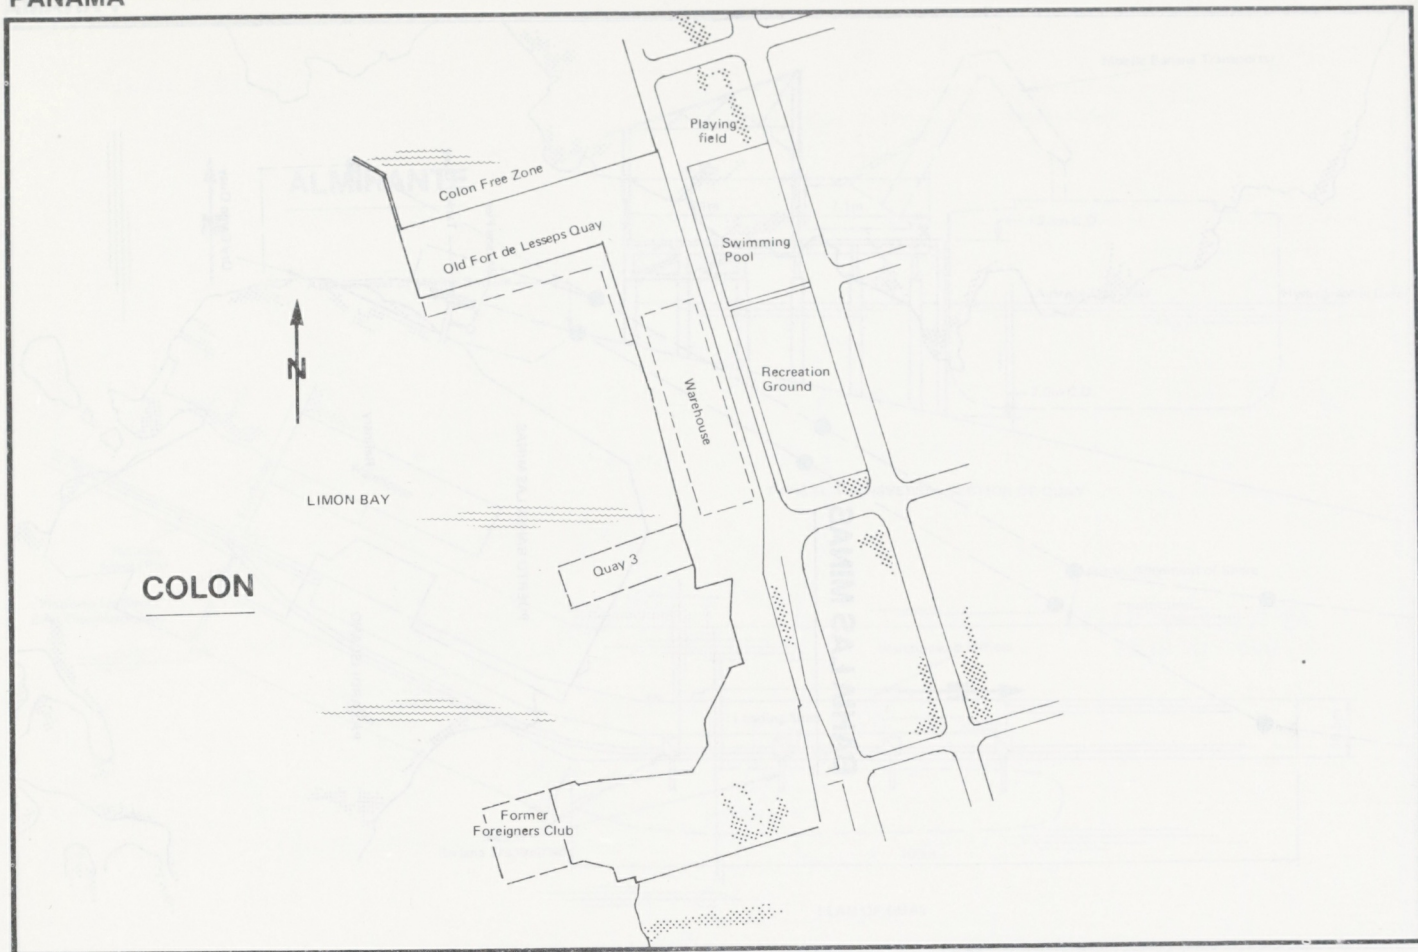 PANAMA
Playing
field
Colon Free Zone
Old Fort de Lesseps Quay
Swimming
Pool
N
Recreation
Ground
Warehouse
LIMON BAY
Quay 3
COLON
Former
Foreigners Club